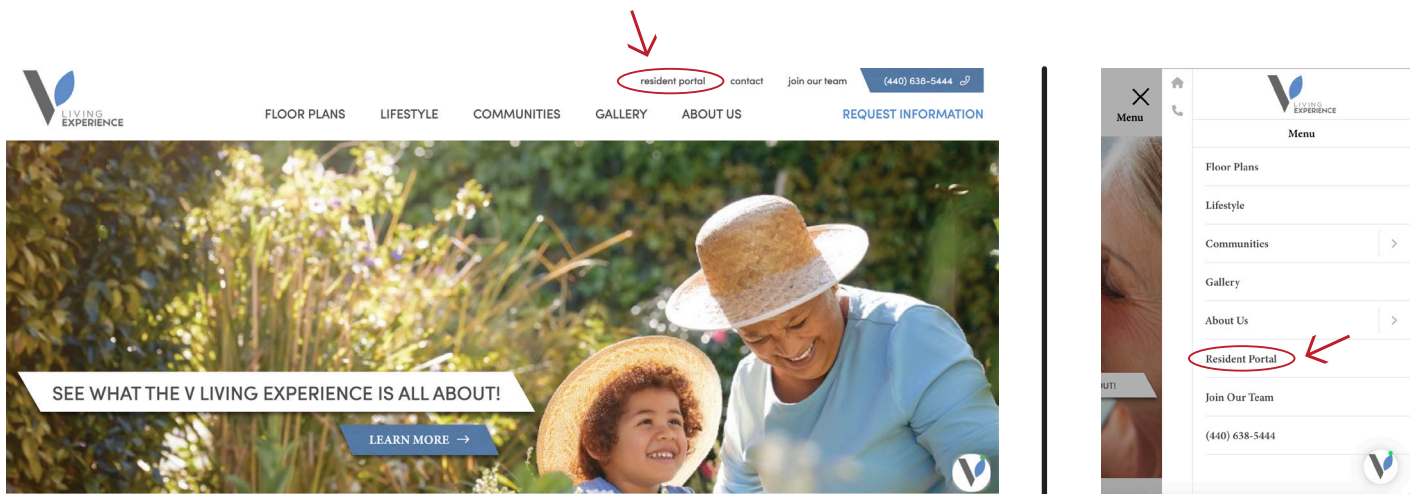 resident portal contact join our team (440) 638-5444
LIVING
EXPERIENCE
FLOOR PLANS LIFESTYLE COMMUNITIES GALLERY ABOUT US REQUEST INFORMATION
SEE WHAT THE V LIVING EXPERIENCE IS ALL ABOUT!
LEARN MORE →
Menu
LIVING
EXPERIENCE
Menu
Floor Plans
Lifestyle
Communities
Gallery
About Us
Resident Portal
OUT!
Join Our Team
(440) 638-5444